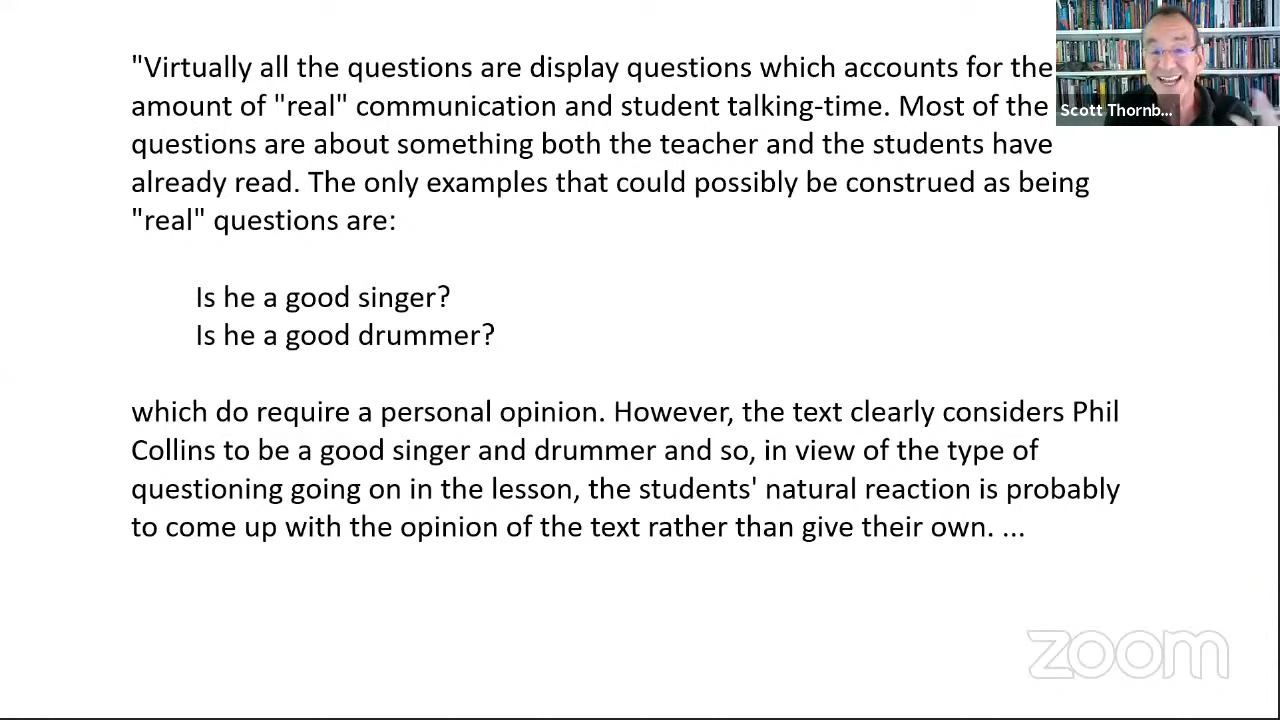 "Virtually all the questions are display questions which accounts for the
amount of "real" communication and student talking-time. Most of the
questions are about something both the teacher and the students have
already read. The only examples that could possibly be construed as being
"real" questions are:
Is he a good singer?
Is he a good drummer?
which do require a personal opinion. However, the text clearly considers Phil
Collins to be a good singer and drummer and so, in view of the type of
questioning going on in the lesson, the students' natural reaction is probably
to come up with the opinion of the text rather than give their own. ...
Scott Thornb...
zoom